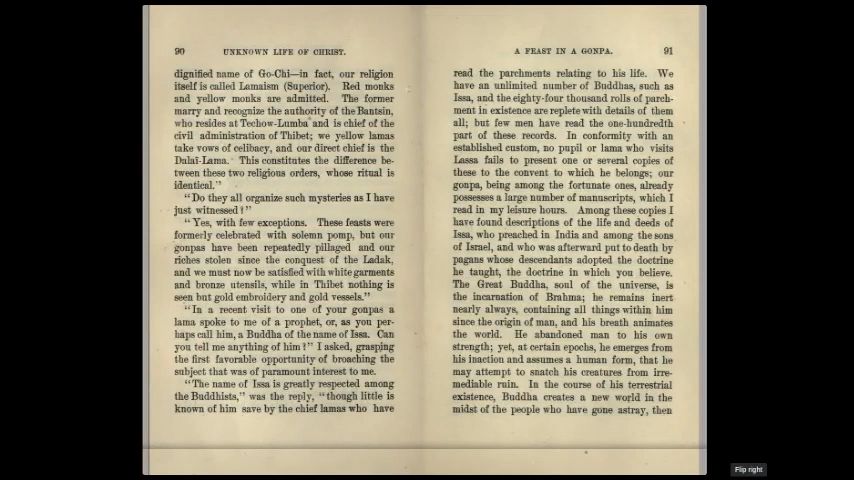 90 UNKNOWN LIFE OF CHRIST.
dignified name of Go-Chi—in fact, our religion
itself is called Lamaism (Superior). Red monks
and yellow monks are admitted. The former
marry and recognize the authority of the Bantsin,
who resides at Techow-Lumba and is chief of the
civil administration of Thibet; we yellow lamas
take vows of celibacy, and our direct chief is the
Dalai-Lama. This constitutes the difference be-
tween these two religious orders, whose ritual is
identical."
"Do they all organize such mysteries as I have
just witnessed?"
"Yes, with few exceptions. These feasts were
formerly celebrated with solemn pomp, but our
gonpas have been repeatedly pillaged and our
riches stolen since the conquest of the Ladak,
and we must now be satisfied with white garments
and bronze utensils, while in Thibet nothing is
seen but gold embroidery and gold vessels."
"In a recent visit to one of your gonpas a
lama spoke to me of a prophet, or, as you per-
haps call him, a Buddha of the name of Issa. Can
you tell me anything of him?" I asked, grasping
the first favorable opportunity of broaching the
subject that was of paramount interest to me.
"The name of Issa is greatly respected among
the Buddhists," was the reply, "though little is
known of him save by the chief lamas who have
A FEAST IN A GONPA. 91
read the parchments relating to his life. We
have an unlimited number of Buddhas, such as
Issa, and the eighty-four thousand rolls of parch-
ment in existence are replete with details of them
all; but few men have read the one-hundredth
part of these records. In conformity with an
established custom, no pupil or lama who visits
Lassa fails to present one or several copies of
these to the convent to which he belongs; our
gonpa, being among the fortunate ones, already
possesses a large number of manuscripts, which I
read in my leisure hours. Among these copies I
have found descriptions of the life and deeds of
Issa, who preached in India and among the sons
of Israel, and who was afterward put to death by
pagans whose descendants adopted the doctrine
he taught, the doctrine in which you believe.
The Great Buddha, soul of the universe, is
the incarnation of Brahma; he remains inert
nearly always, containing all things within him
since the origin of man, and his breath animates
the world. He abandoned man to his own
strength; yet, at certain epochs, he emerges from
his inaction and assumes a human form, that he
may attempt to snatch his creatures from irre-
mediable ruin. In the course of his terrestrial
existence, Buddha creates a new world in the
midst of the people who have gone astray, then
Flip right